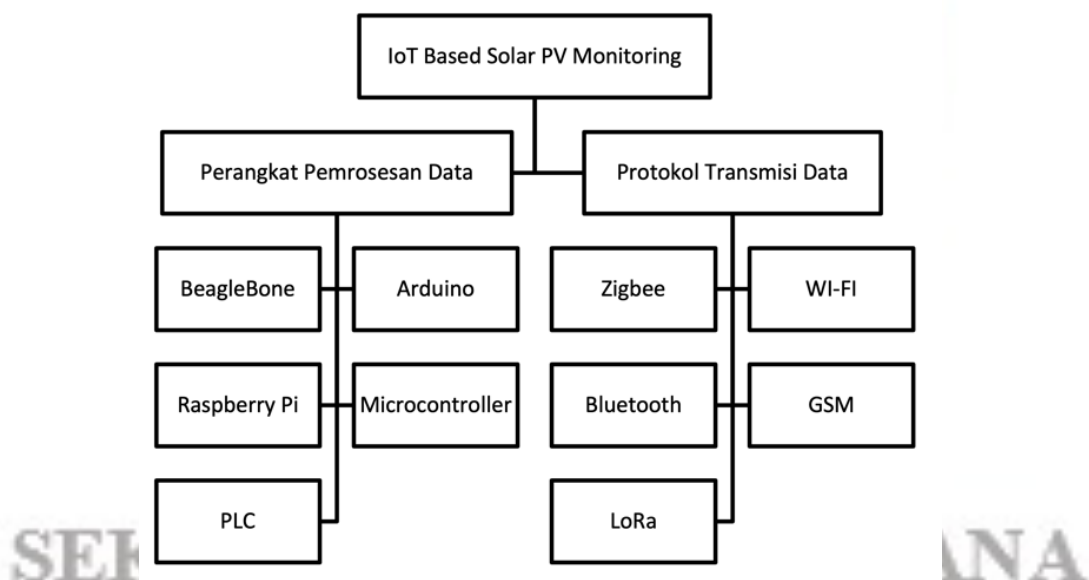 IoT Based Solar PV Monitoring
Perangkat Pemrosesan Data
Protokol Transmisi Data
BeagleBone
Arduino
Zigbee
WI-FI
Raspberry Pi
Microcontroller
Bluetooth
GSM
PLC
LoRa